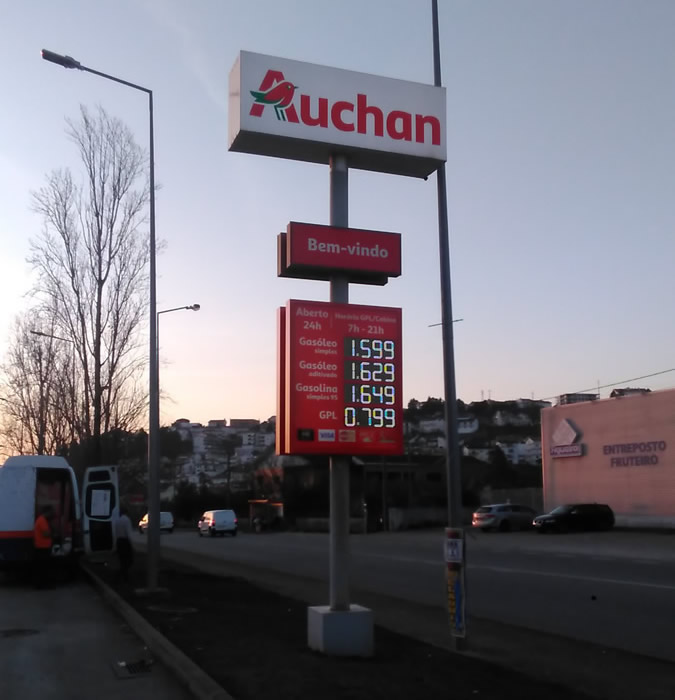 Auchan
Bem-vindo
Aberto
24h
Horário GPL/Caixa
7h - 21h
Gasóleo
simples
1.599
Gasóleo
aditivado
1.629
Gasolina
simples 95
1.649
GPL
0.799
VISA
ENTREPOSTO
FRUTEIRO